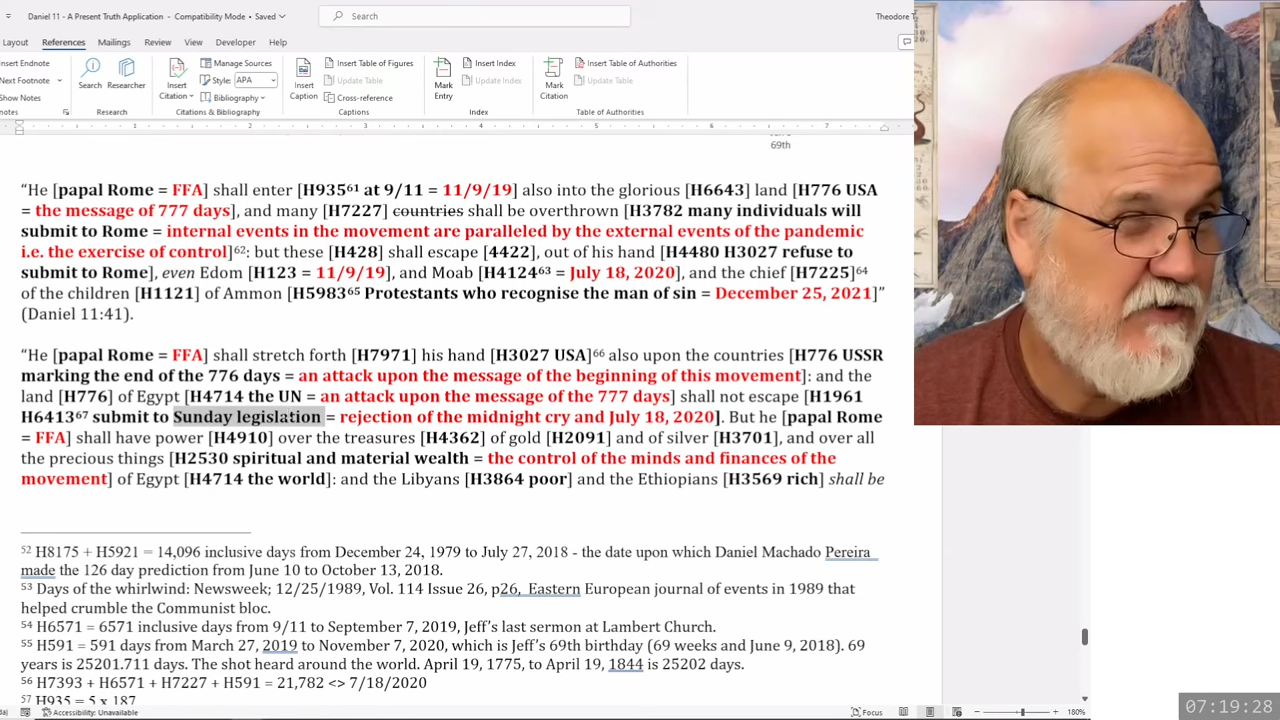 Daniel 11 - A Present Truth Application - Compatibility Mode • Saved
Search
Theodore T
Layout References Mailings Review View Developer Help
Insert Endnote
Next Footnote
Show Notes
Search
Researcher
Research
Insert Citation
Manage Sources
Style: APA
Bibliography
Citations & Bibliography
Insert Caption
Insert Table of Figures
Update Table
Cross-reference
Captions
Mark Entry
Insert Index
Update Index
Index
Mark Citation
Insert Table of Authorities
Update Table
Table of Authorities
1 2 3 4 5 6 7
69th
“He [papal Rome = FFA] shall enter [H935⁶¹ at 9/11 = 11/9/19] also into the glorious [H6643] land [H776 USA
= the message of 777 days], and many [H7227] countries shall be overthrown [H3782 many individuals will
submit to Rome = internal events in the movement are paralleled by the external events of the pandemic
i.e. the exercise of control]⁶²: but these [H428] shall escape [4422], out of his hand [H4480 H3027 refuse to
submit to Rome], even Edom [H123 = 11/9/19], and Moab [H4124⁶³ = July 18, 2020], and the chief [H7225]⁶⁴
of the children [H1121] of Ammon [H5983⁶⁵ Protestants who recognise the man of sin = December 25, 2021]”
(Daniel 11:41).
“He [papal Rome = FFA] shall stretch forth [H7971] his hand [H3027 USA]⁶⁶ also upon the countries [H776 USSR
marking the end of the 776 days = an attack upon the message of the beginning of this movement]: and the
land [H776] of Egypt [H4714 the UN = an attack upon the message of the 777 days] shall not escape [H1961
H6413⁶⁷ submit to Sunday legislation = rejection of the midnight cry and July 18, 2020]. But he [papal Rome
= FFA] shall have power [H4910] over the treasures [H4362] of gold [H2091] and of silver [H3701], and over all
the precious things [H2530 spiritual and material wealth = the control of the minds and finances of the
movement] of Egypt [H4714 the world]: and the Libyans [H3864 poor] and the Ethiopians [H3569 rich] shall be
⁵² H8175 + H5921 = 14,096 inclusive days from December 24, 1979 to July 27, 2018 - the date upon which Daniel Machado Pereira
made the 126 day prediction from June 10 to October 13, 2018.
⁵³ Days of the whirlwind: Newsweek; 12/25/1989, Vol. 114 Issue 26, p26, Eastern European journal of events in 1989 that
helped crumble the Communist bloc.
⁵⁴ H6571 = 6571 inclusive days from 9/11 to September 7, 2019, Jeff’s last sermon at Lambert Church.
⁵⁵ H591 = 591 days from March 27, 2019 to November 7, 2020, which is Jeff’s 69th birthday (69 weeks and June 9, 2018). 69
years is 25201.711 days. The shot heard around the world. April 19, 1775, to April 19, 1844 is 25202 days.
⁵⁶ H7393 + H6571 + H7227 + H591 = 21,782 <> 7/18/2020
⁵⁷ H935 = 5 x 187
Accessibility: Unavailable
Focus
180%
07:19:28